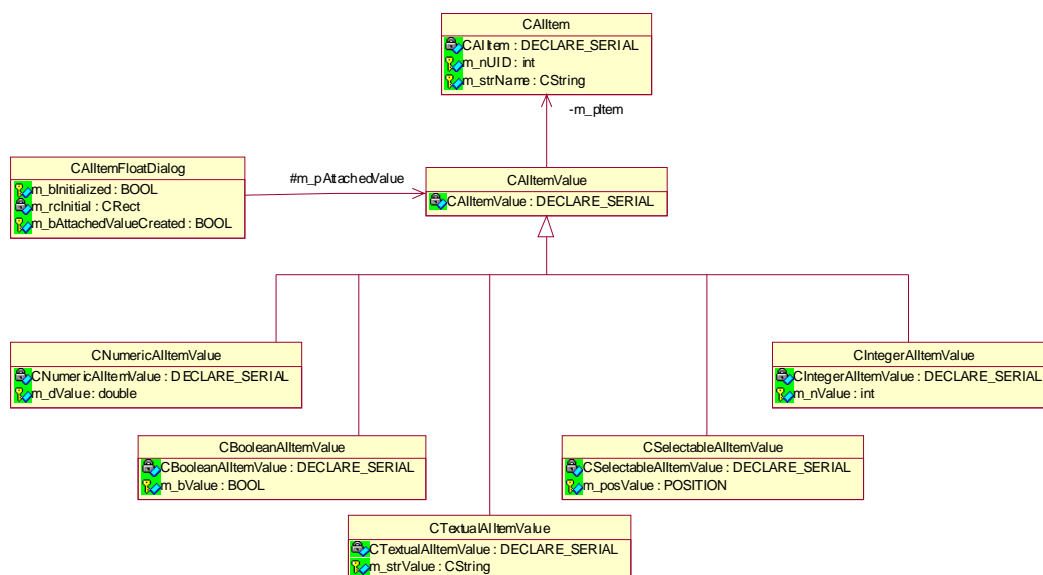 CAIItem
CAIItem : DECLARE_SERIAL
m_nUID : int
m_strName : CString
-m_pItem
CAIItemFloatDialog
m_bInitialized : BOOL
m_rcInitial : CRect
m_bAttachedValueCreated : BOOL
#m_pAttachedValue
CAIItemValue
CAIItemValue : DECLARE_SERIAL
CNumericAIItemValue
CNumericAIItemValue : DECLARE_SERIAL
m_dValue : double
CIntegerAIItemValue
CIntegerAIItemValue : DECLARE_SERIAL
m_nValue : int
CBooleanAIItemValue
CBooleanAIItemValue : DECLARE_SERIAL
m_bValue : BOOL
CSelectableAIItemValue
CSelectableAIItemValue : DECLARE_SERIAL
m_posValue : POSITION
CTextualAIItemValue
CTextualAIItemValue : DECLARE_SERIAL
m_strValue : CString